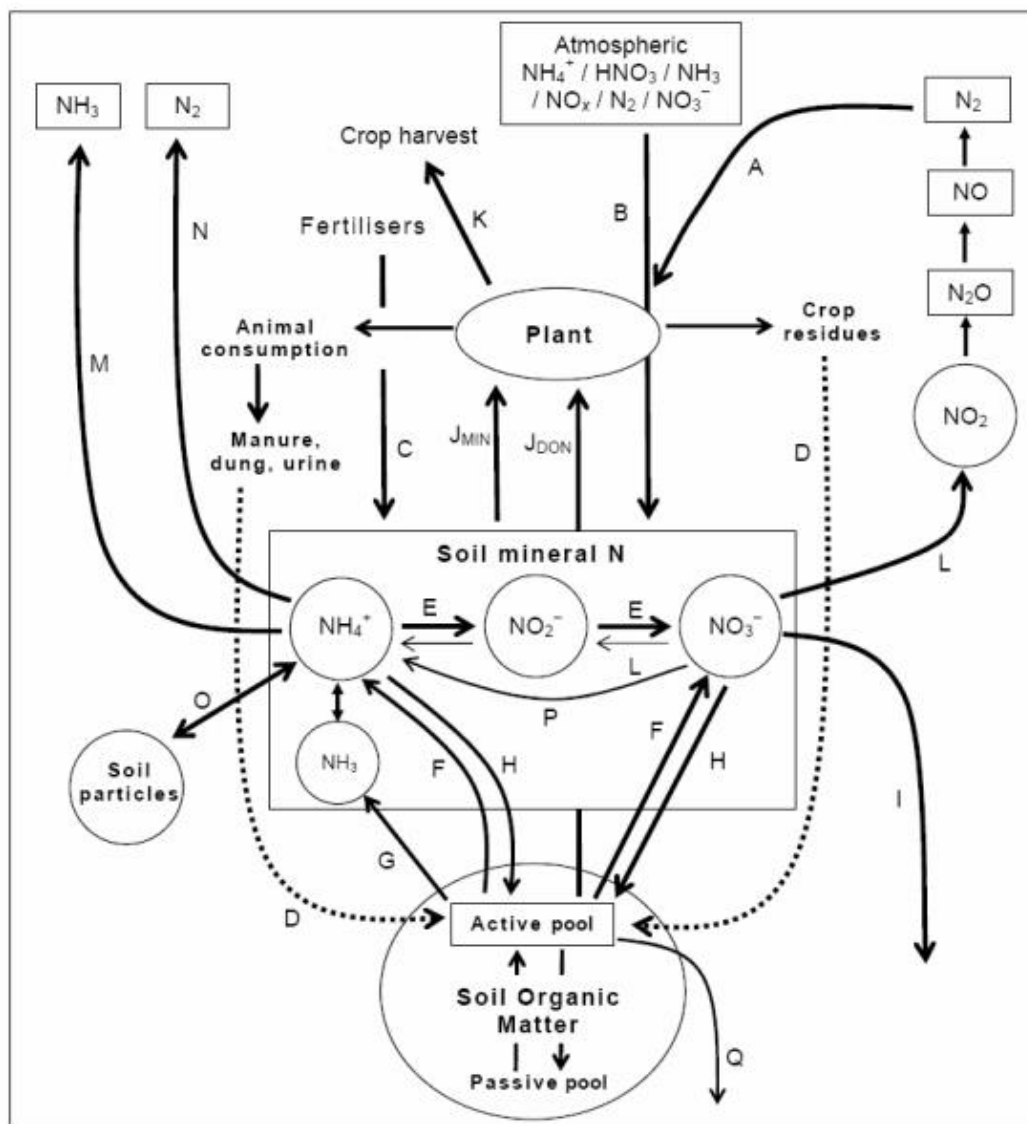 Atmospheric
NH₄⁺ / HNO₃ / NH₃
/ NOₓ / N₂ / NO₃⁻
NH₃
N₂
N₂
Crop harvest
A
NO
K
B
N
Fertilisers
N₂O
Animal
consumption
Plant
Crop
residues
M
NO₂
Manure,
dung, urine
C
J_MIN
J_DON
D
Soil mineral N
L
NH₄⁺
E
NO₂⁻
E
NO₃⁻
L
P
O
NH₃
F
H
F
H
Soil
particles
I
G
D
Active pool
Soil Organic
Matter
Passive pool
Q